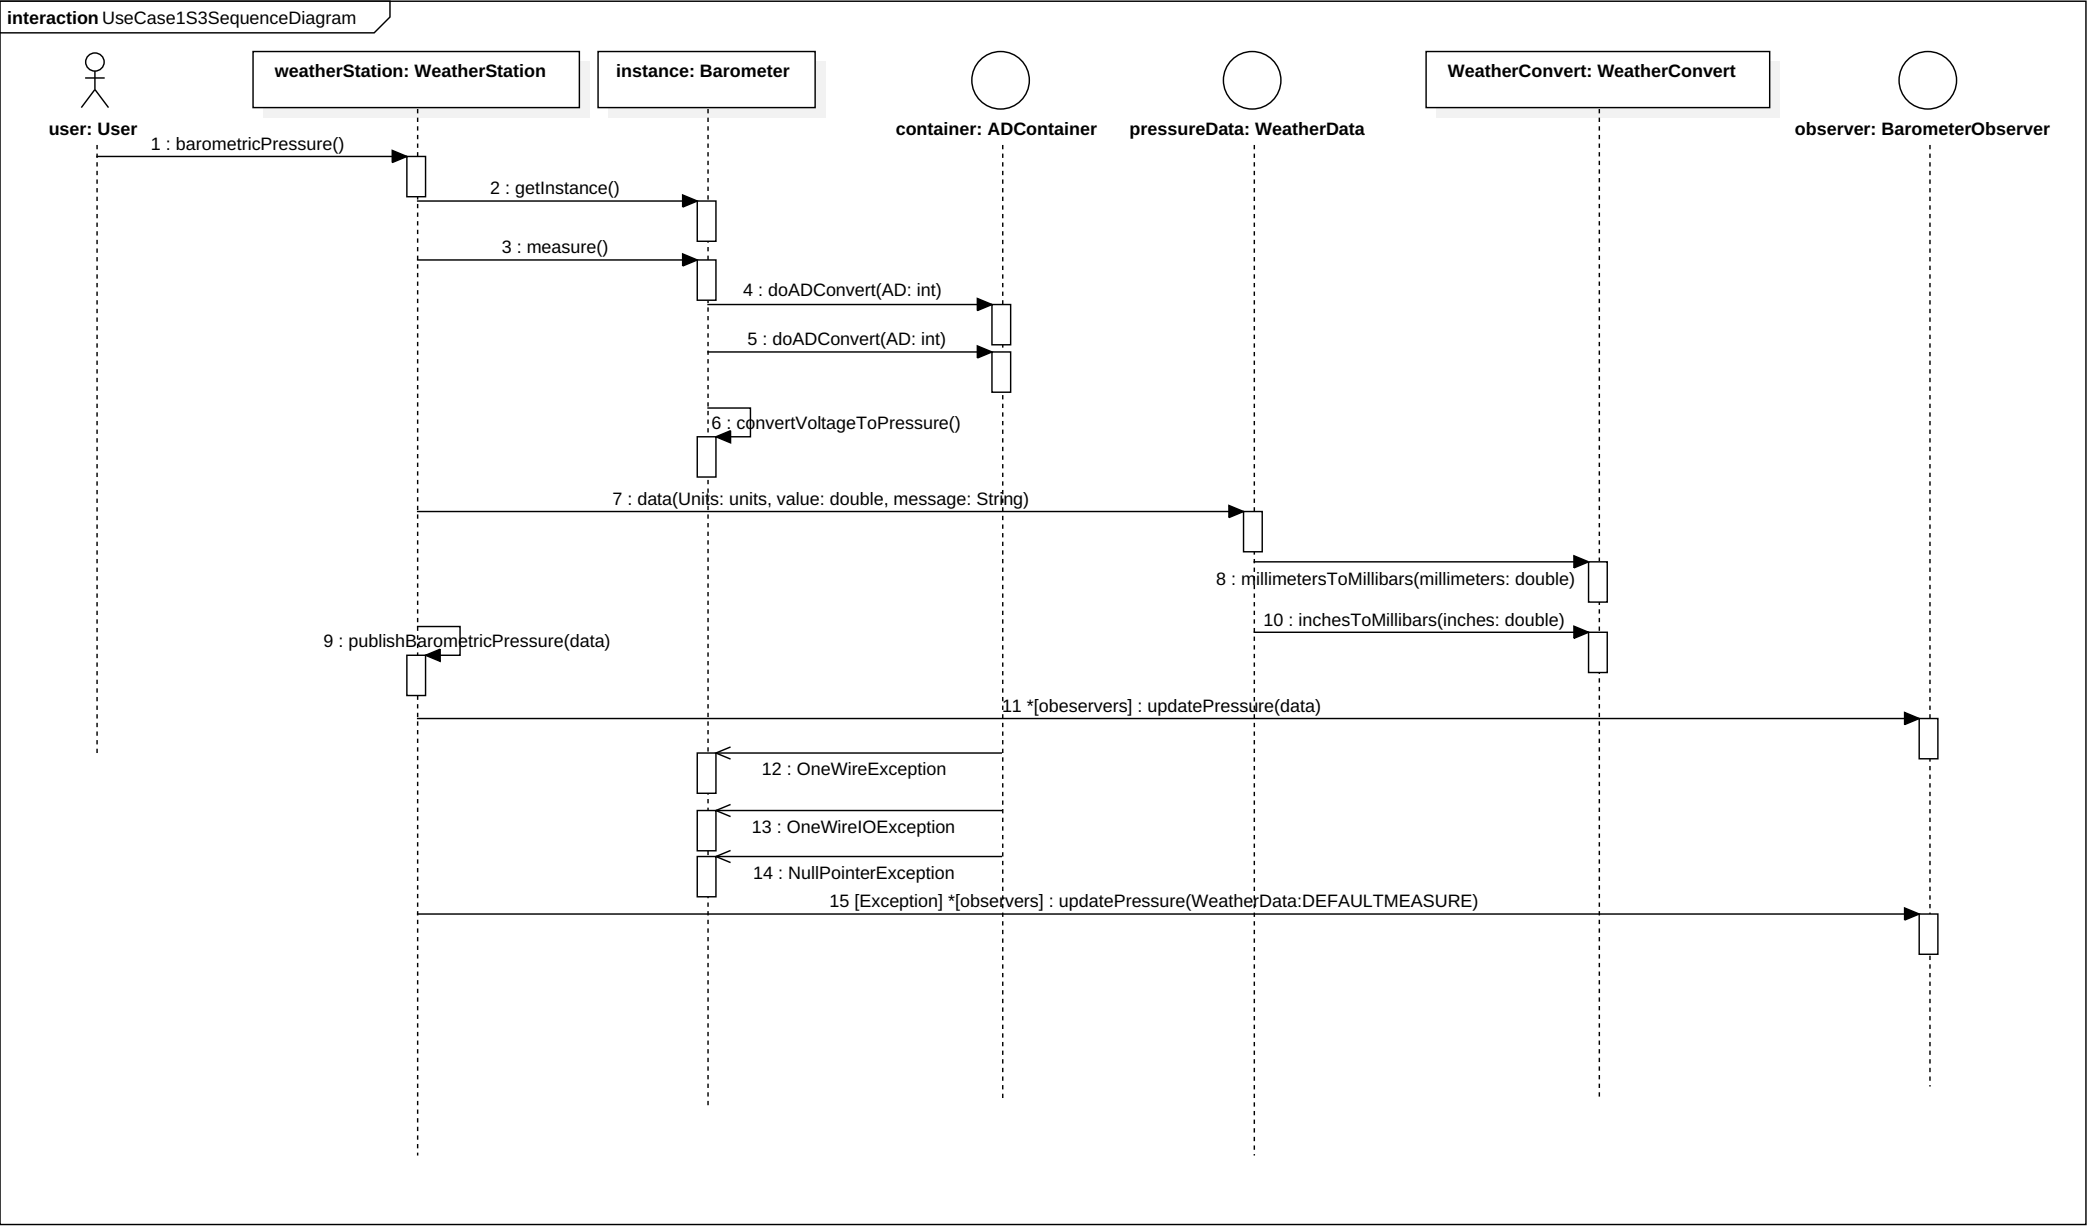 interaction UseCase1S3SequenceDiagram
weatherStation: WeatherStation
instance: Barometer
WeatherConvert: WeatherConvert
user: User
container: ADContainer
pressureData: WeatherData
observer: BarometerObserver
1 : barometricPressure()
2 : getInstance()
3 : measure()
4 : doADConvert(AD: int)
5 : doADConvert(AD: int)
6 : convertVoltageToPressure()
7 : data(Units: units, value: double, message: String)
8 : millimetersToMillibars(millimeters: double)
10 : inchesToMillibars(inches: double)
9 : publishBarometricPressure(data)
11 *[obeservers] : updatePressure(data)
12 : OneWireException
13 : OneWireIOException
14 : NullPointerException
15 [Exception] *[observers] : updatePressure(WeatherData:DEFAULTMEASURE)